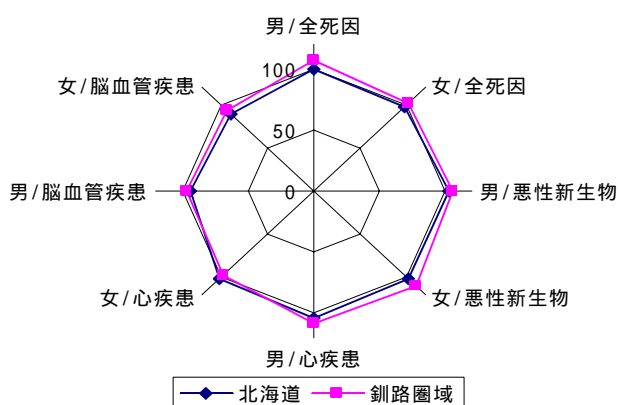 男/全死因
女/全死因
男/悪性新生物
女/悪性新生物
男/心疾患
女/心疾患
男/脳血管疾患
女/脳血管疾患
100
50
0
北海道
釧路圏域